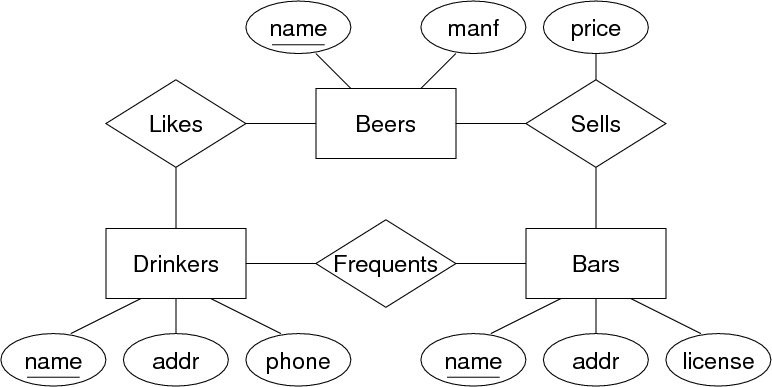 name
manf
price
Likes
Beers
Sells
Drinkers
Frequents
Bars
name
addr
phone
name
addr
license